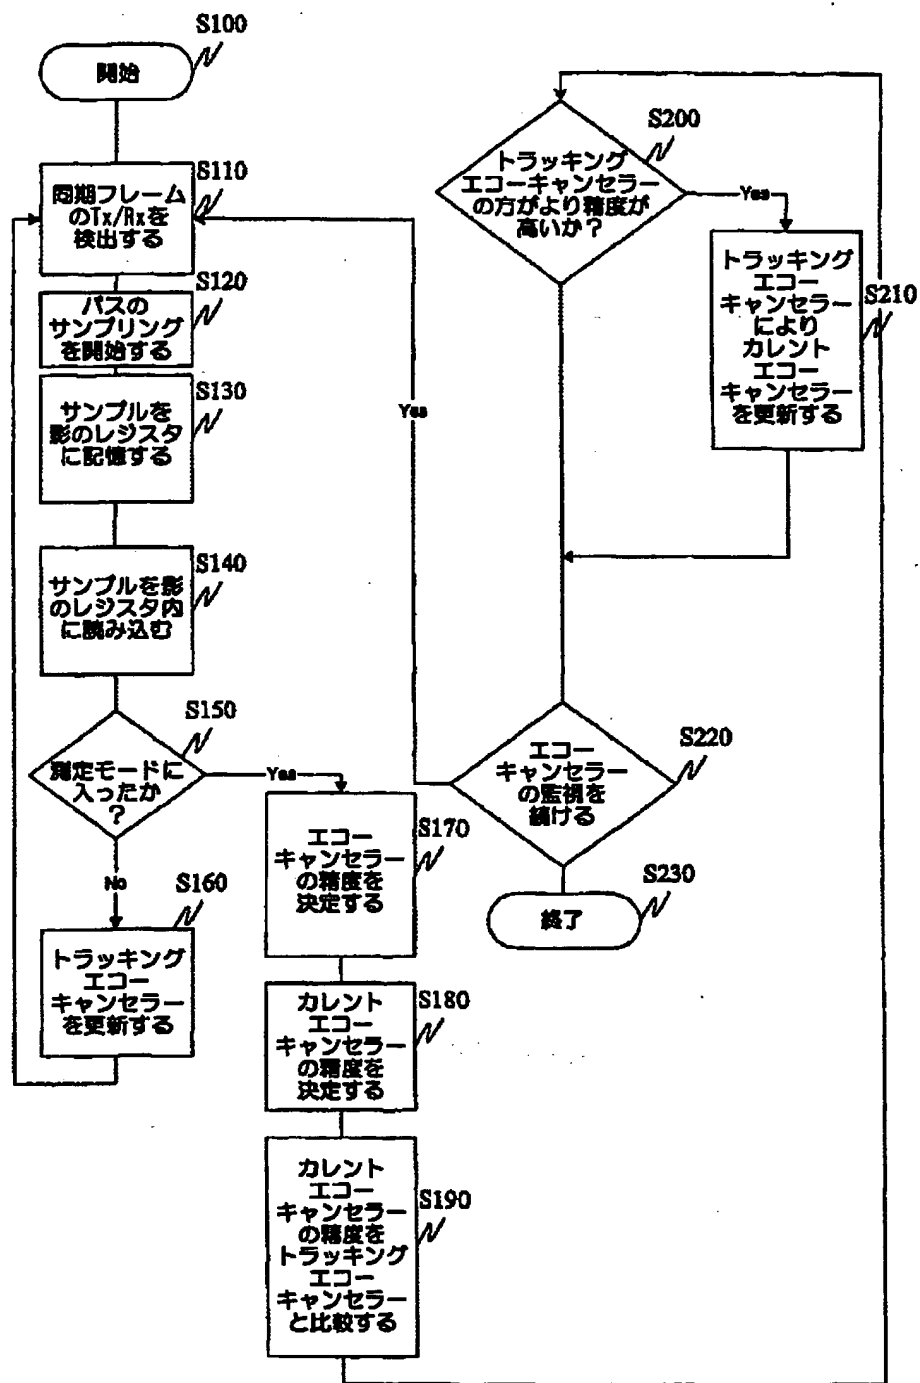 S100
開始
S110
同期フレーム
のTx/Rxを
検出する
S120
パスの
サンプリング
を開始する
S130
サンプルを
影のレジスタ
に記憶する
S140
サンプルを影
のレジスタ内
に読み込む
S150
測定モードに
入ったか
?
Yes
No
S160
トラッキング
エコー
キャンセラー
を更新する
S170
エコー
キャンセラー
の精度を
決定する
S180
カレント
エコー
キャンセラー
の精度を
決定する
S190
カレント
エコー
キャンセラー
の精度を
トラッキング
エコー
キャンセラー
と比較する
S200
トラッキング
エコーキャンセラー
の方がより精度が
高いか?
Yes
S210
トラッキング
エコー
キャンセラー
により
カレント
エコー
キャンセラー
を更新する
S220
エコー
キャンセラー
の監視を
続ける
Yes
S230
終了